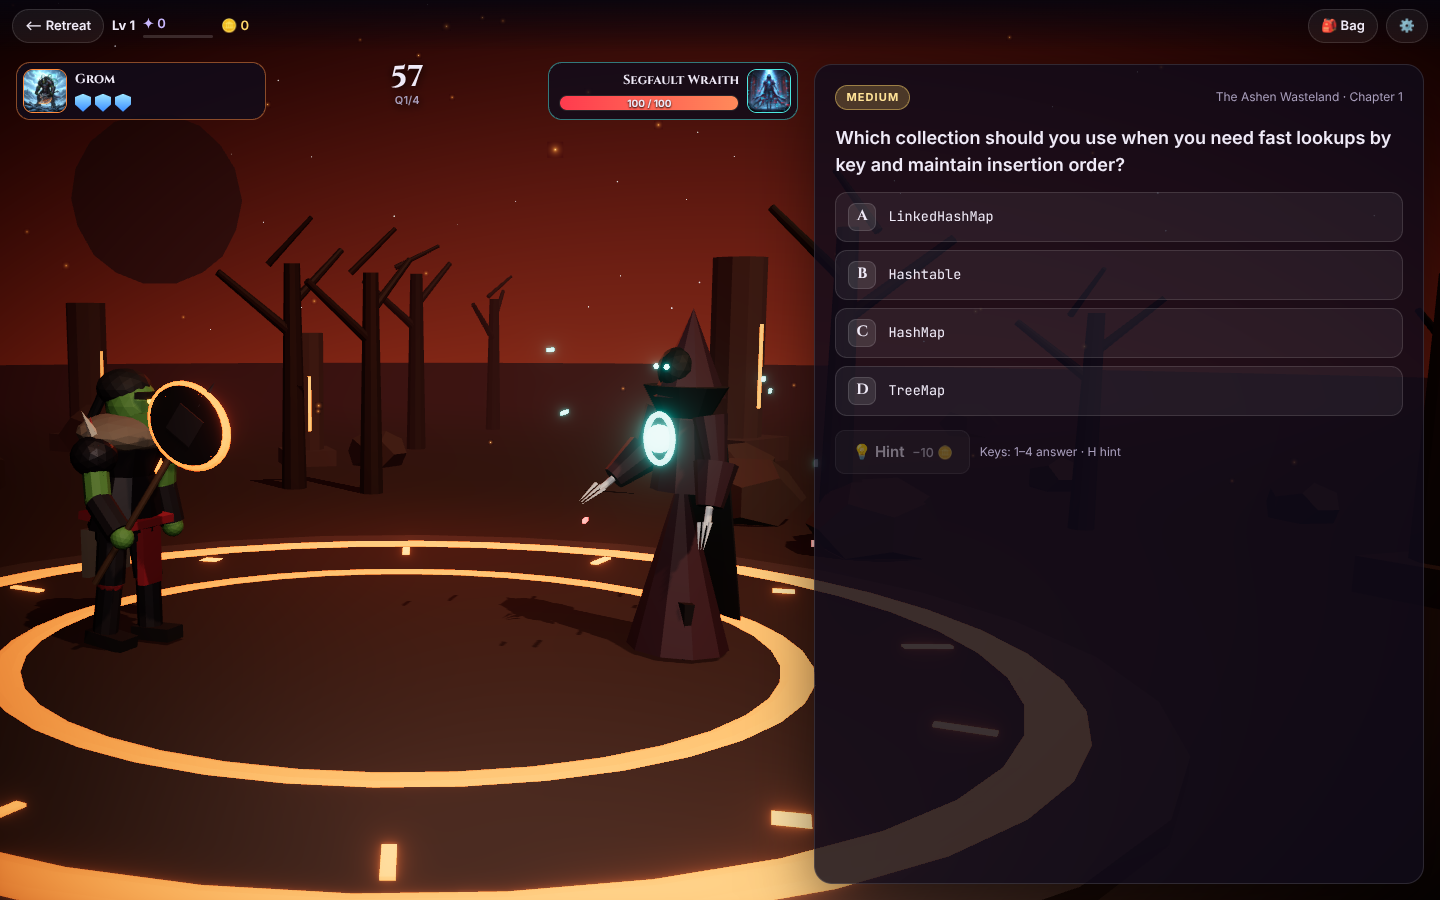 ← Retreat
Lv 1
✦ 0
🪙 0
🎒 Bag
⚙️
Grom
57
Q1/4
Segfault Wraith
100 / 100
MEDIUM
The Ashen Wasteland · Chapter 1
Which collection should you use when you need fast lookups by
key and maintain insertion order?
A LinkedHashMap
B Hashtable
C HashMap
D TreeMap
💡 Hint −10 🪙
Keys: 1–4 answer · H hint